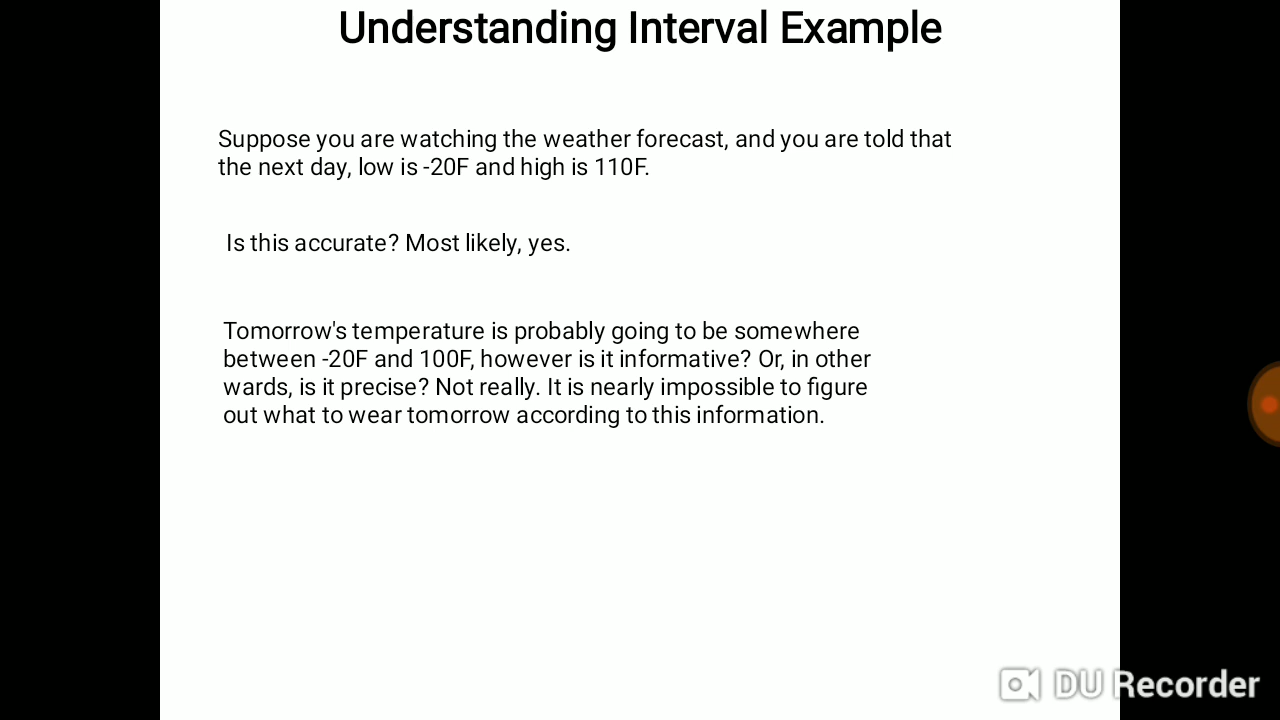 Understanding Interval Example
Suppose you are watching the weather forecast, and you are told that
the next day, low is -20F and high is 110F.
Is this accurate? Most likely, yes.
Tomorrow's temperature is probably going to be somewhere
between -20F and 100F, however is it informative? Or, in other
wards, is it precise? Not really. It is nearly impossible to figure
out what to wear tomorrow according to this information.
DU Recorder